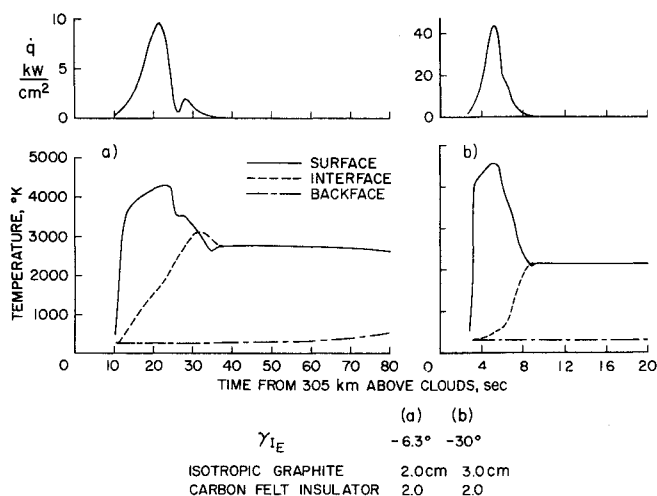 q̇
kW
cm²
10
5
0
40
20
0
a)
b)
SURFACE
INTERFACE
BACKFACE
TEMPERATURE, °K
5000
4000
3000
2000
1000
0
0 10 20 30 40 50 60 70 80
0 4 8 12 16 20
TIME FROM 305 km ABOVE CLOUDS, sec
(a) (b)
γIE -6.3° -30°
ISOTROPIC GRAPHITE 2.0cm 3.0cm
CARBON FELT INSULATOR 2.0 2.0